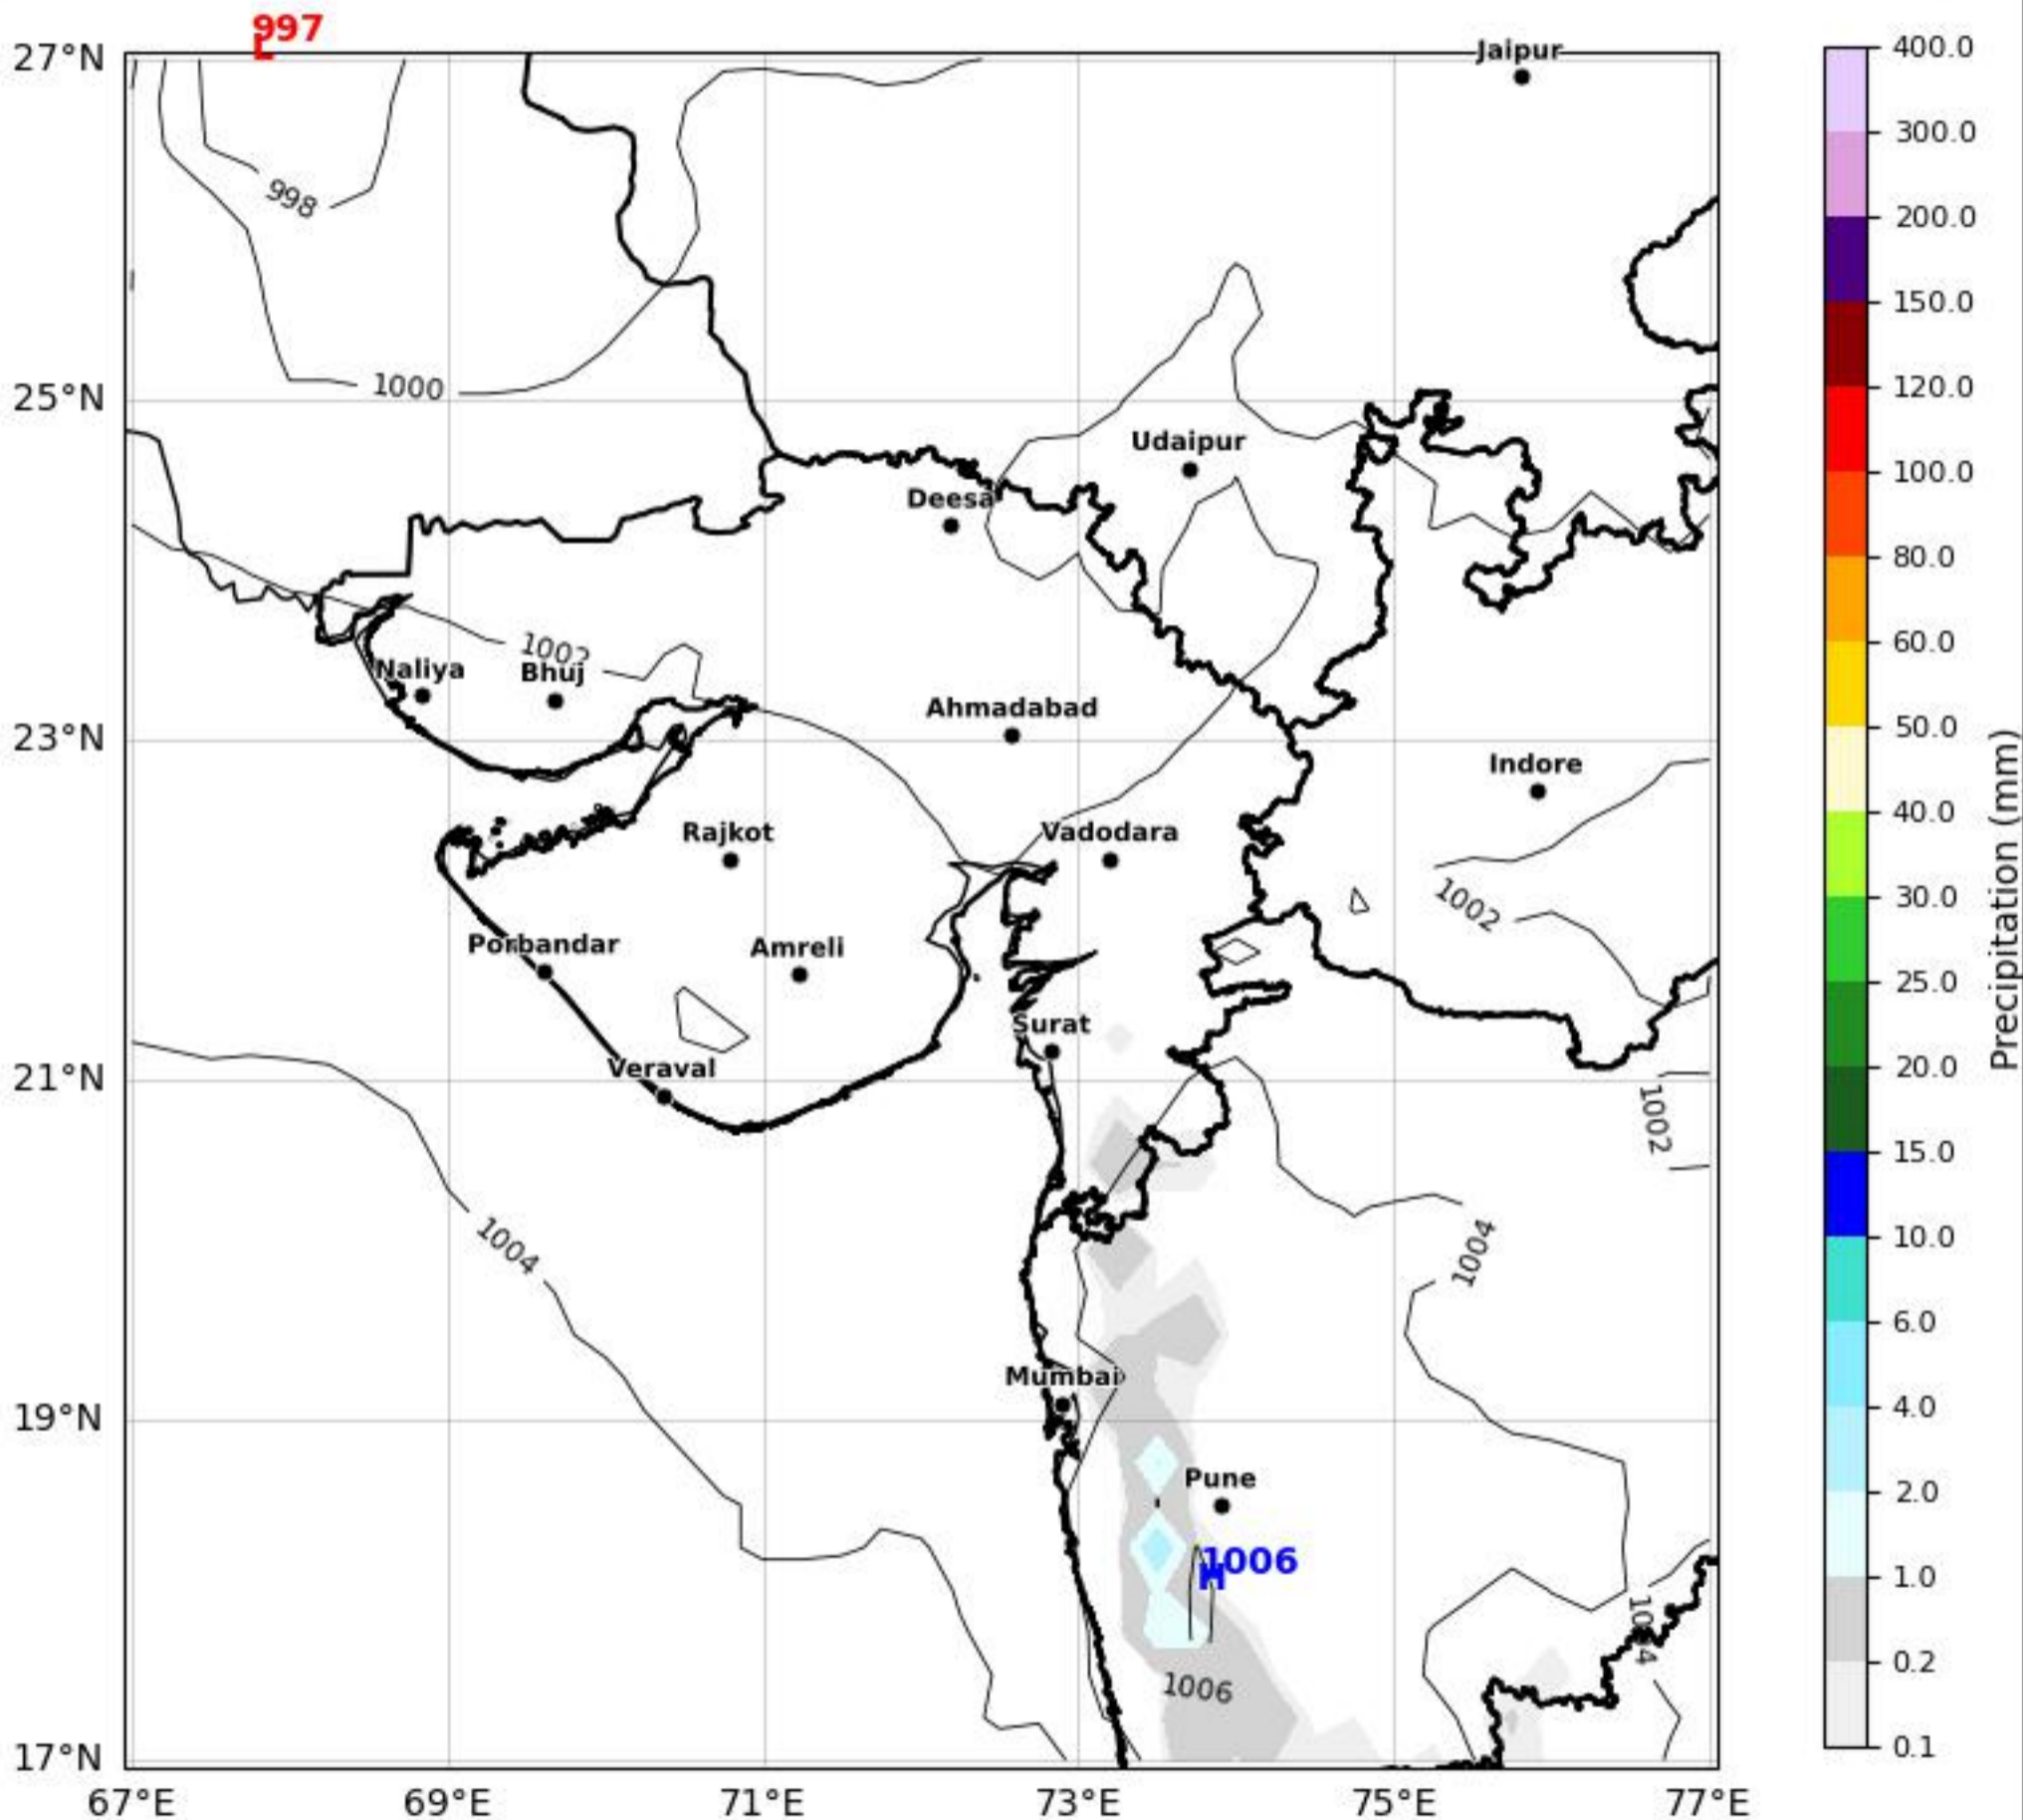 997
L
27°N
Jaipur
400.0
300.0
998
200.0
150.0
1000
25°N
120.0
Udaipur
100.0
Deesa
80.0
60.0
1002
Naliya
Bhuj
Ahmadabad
50.0
23°N
Indore
Precipitation (mm)
40.0
Rajkot
Vadodara
30.0
1002
Porbandar
Amreli
25.0
Surat
21°N
Veraval
20.0
1002
15.0
1004
1004
10.0
6.0
Mumbai
4.0
19°N
Pune
2.0
1006
H
1.0
1004
0.2
1006
17°N
0.1
67°E
69°E
71°E
73°E
75°E
77°E